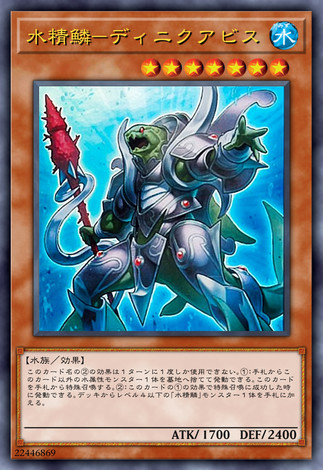 水精鱗－ディニクアビス
水
【水族／効果】
このカード名の②の効果は１ターンに１度しか使用できない。①：手札からこ
のカード以外の水属性モンスター１体を墓地へ捨てて発動できる。このカードを
手札から特殊召喚する。②：このカードの①の効果で特殊召喚に成功した時
に発動できる。デッキからレベル４以下の「水精鱗」モンスター１体を手札に加
える。
ATK/ 1700 DEF/ 2400
22446869